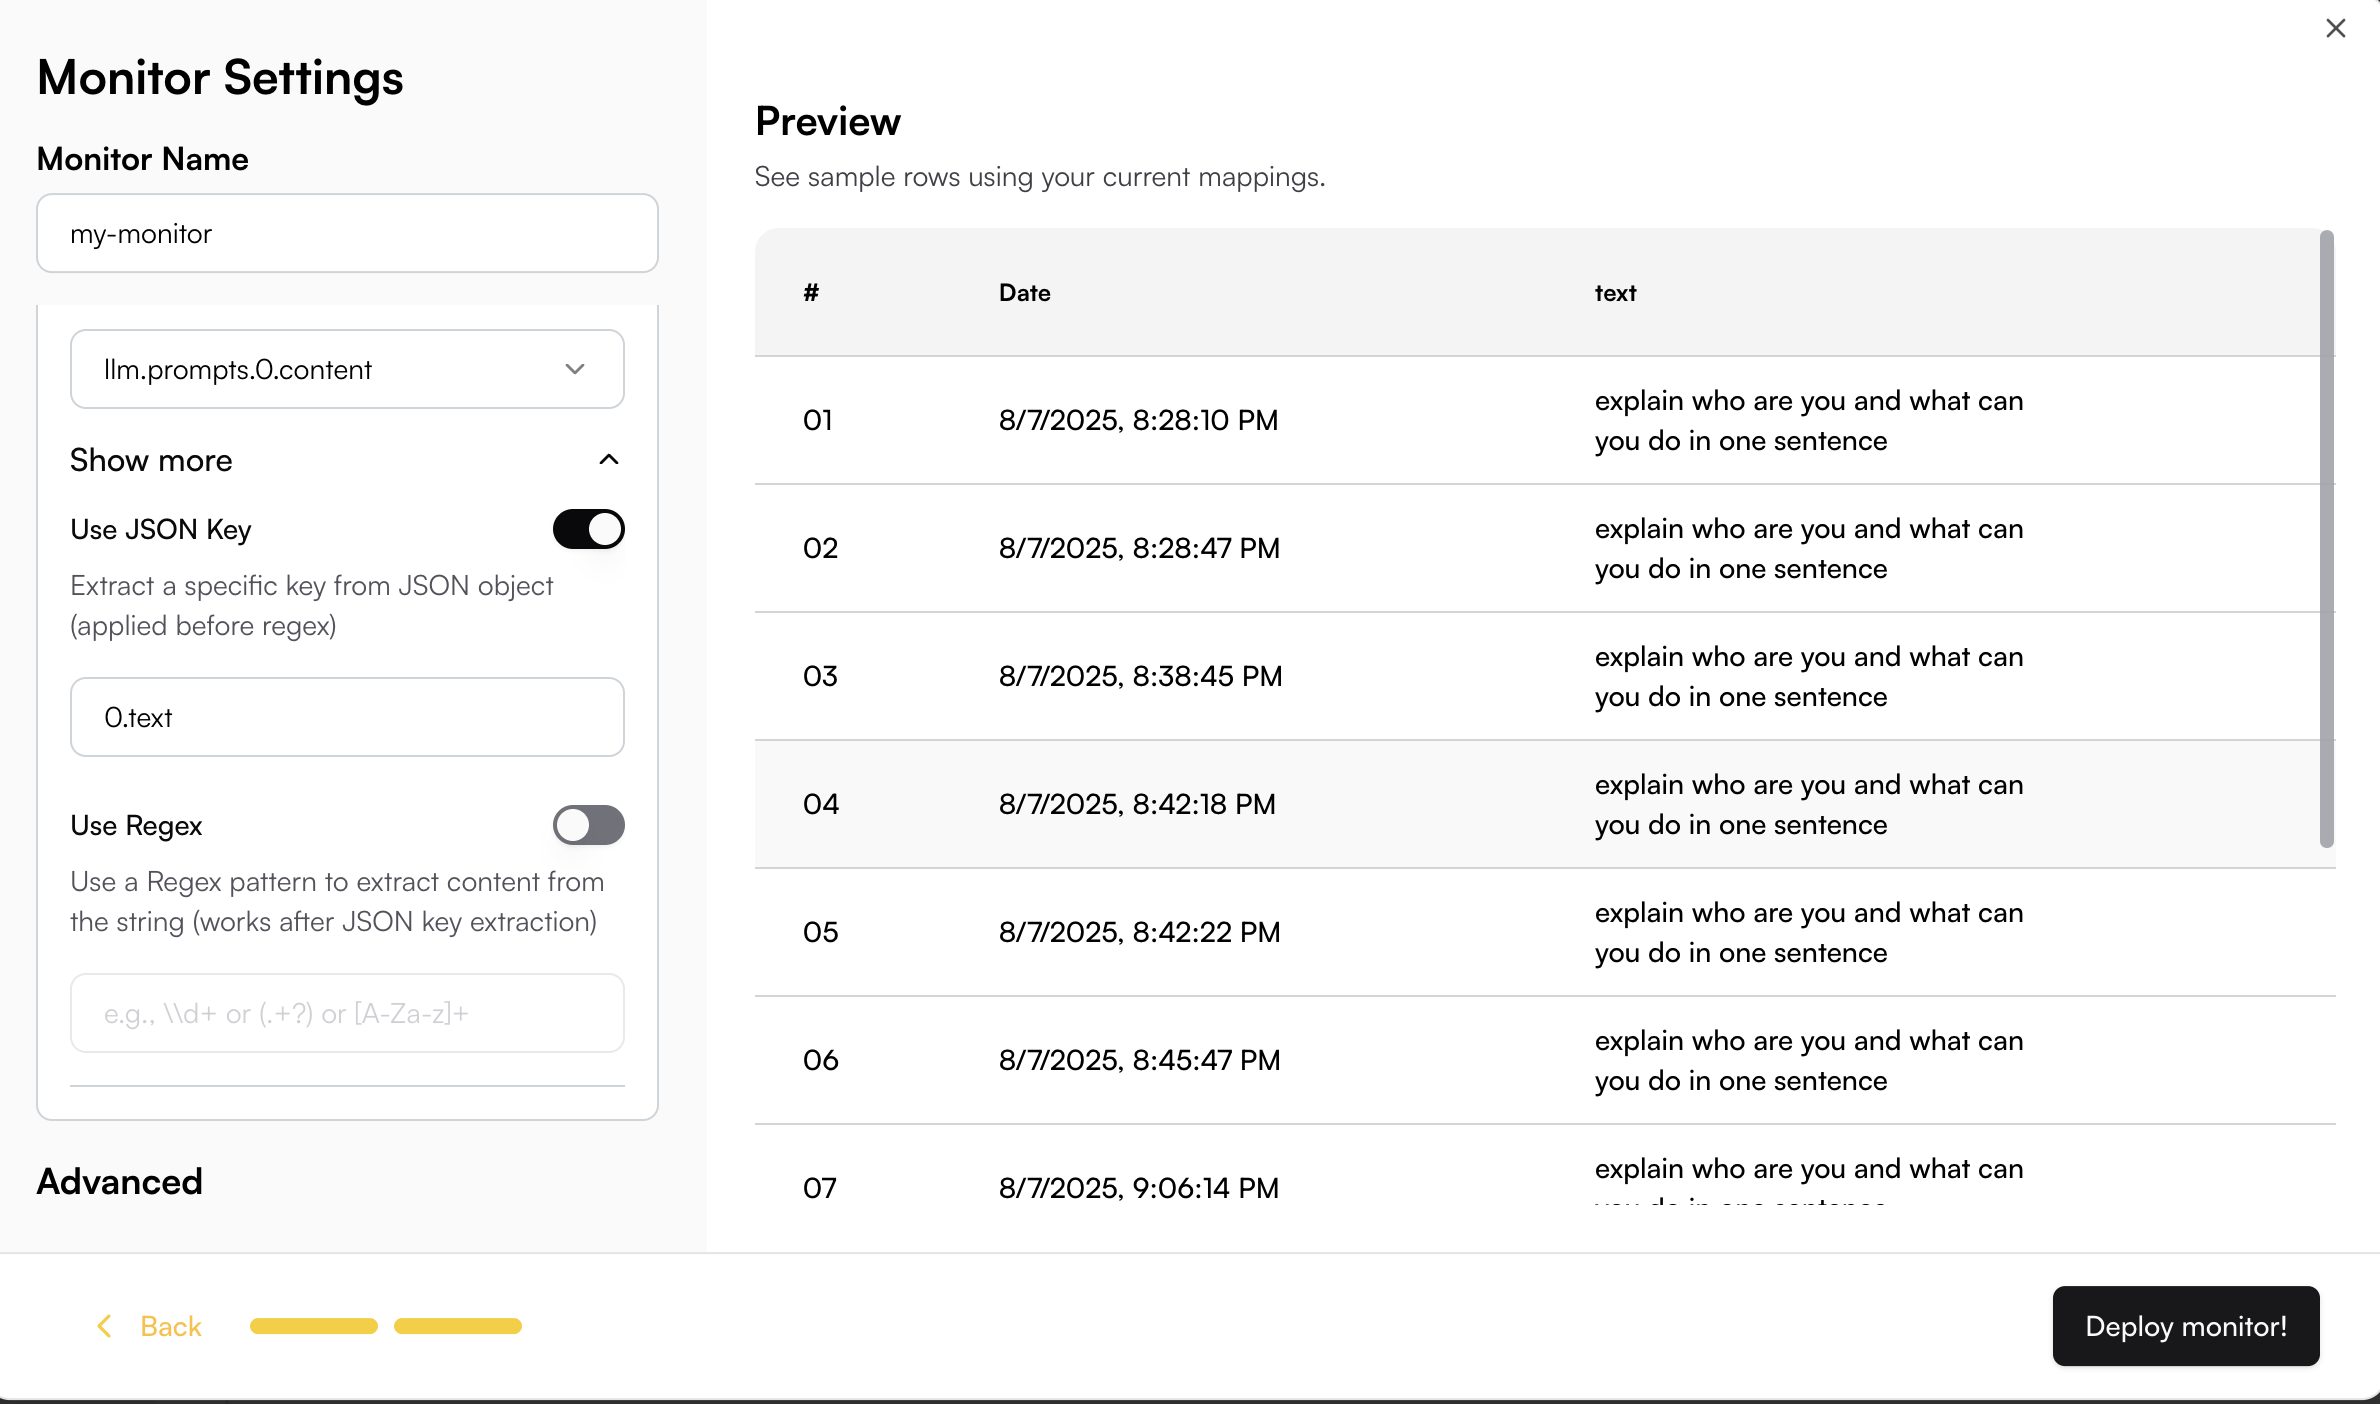 Monitor Settings
Monitor Name
my-monitor
llm.prompts.0.content
Show more
Use JSON Key
Extract a specific key from JSON object
(applied before regex)
0.text
Use Regex
Use a Regex pattern to extract content from
the string (works after JSON key extraction)
e.g., \\d+ or (.+?) or [A-Za-z]+
Advanced
Preview
See sample rows using your current mappings.
# Date text
01 8/7/2025, 8:28:10 PM explain who are you and what can
you do in one sentence
02 8/7/2025, 8:28:47 PM explain who are you and what can
you do in one sentence
03 8/7/2025, 8:38:45 PM explain who are you and what can
you do in one sentence
04 8/7/2025, 8:42:18 PM explain who are you and what can
you do in one sentence
05 8/7/2025, 8:42:22 PM explain who are you and what can
you do in one sentence
06 8/7/2025, 8:45:47 PM explain who are you and what can
you do in one sentence
07 8/7/2025, 9:06:14 PM explain who are you and what can
you do in one sentence
Back
Deploy monitor!